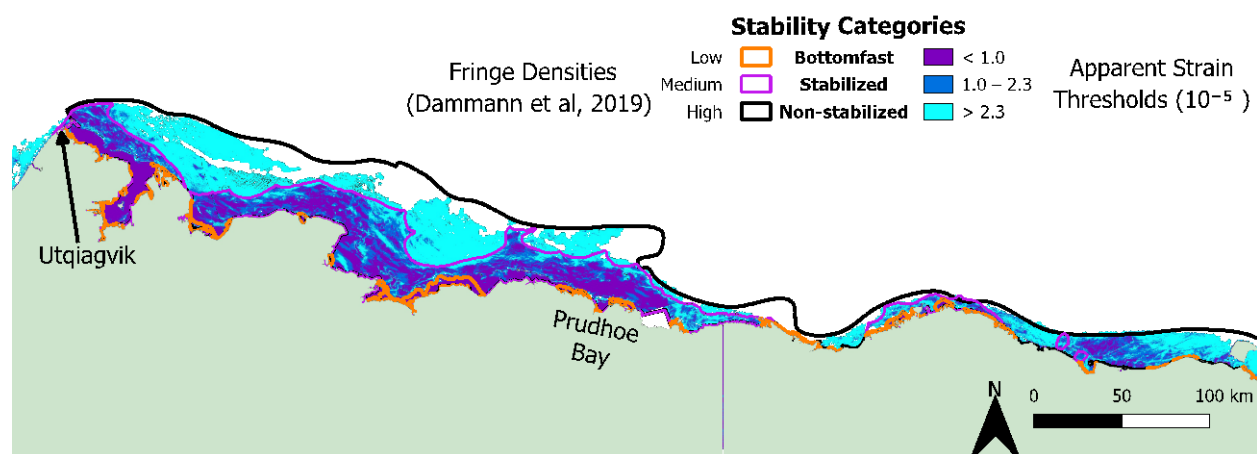 Stability Categories
Low Bottomfast < 1.0
Medium Stabilized 1.0 – 2.3
High Non-stabilized > 2.3
Fringe Densities
(Dammann et al, 2019)
Apparent Strain
Thresholds (10⁻⁵ )
Utqiagvik
Prudhoe
Bay
N
0 50 100 km